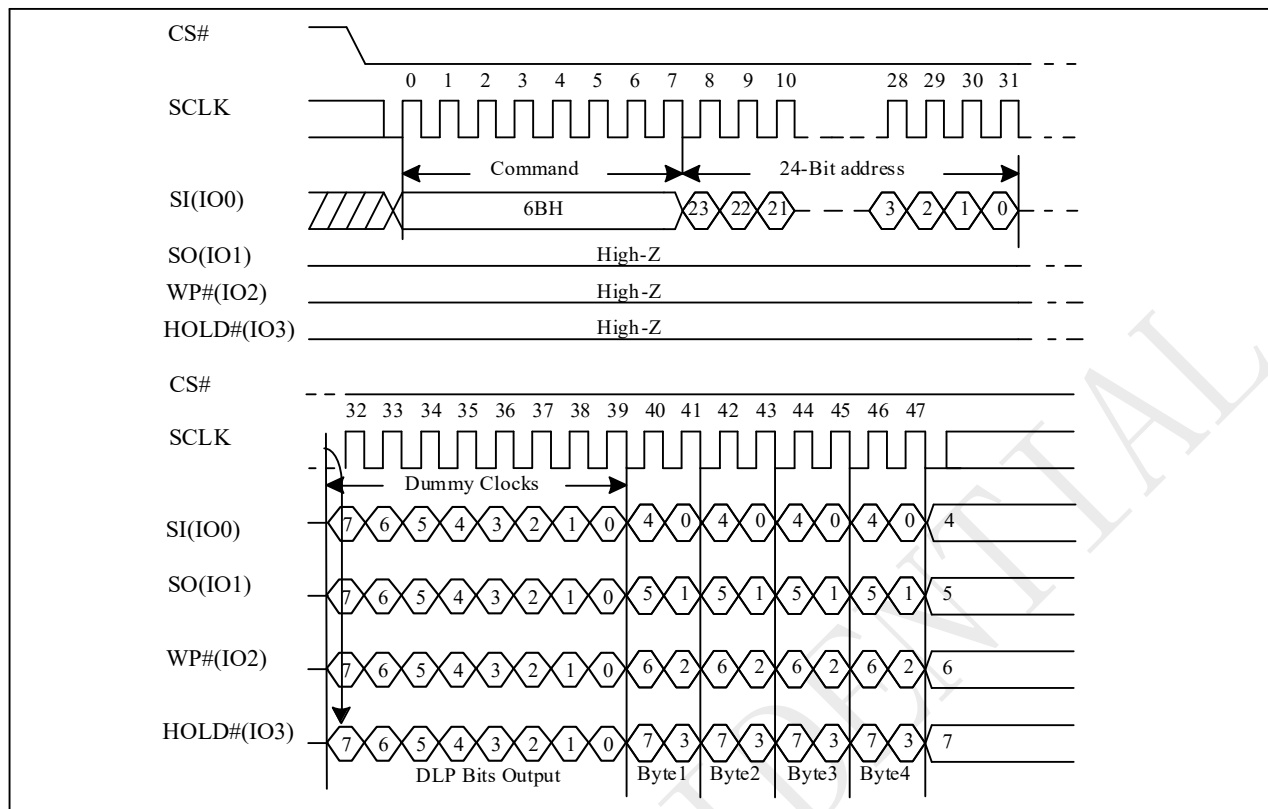 CS#
0 1 2 3 4 5 6 7 8 9 10 28 29 30 31
SCLK
Command 24-Bit address
SI(IO0) 6BH 23 22 21 3 2 1 0
SO(IO1) High-Z
WP#(IO2) High-Z
HOLD#(IO3) High-Z
CS#
32 33 34 35 36 37 38 39 40 41 42 43 44 45 46 47
SCLK
Dummy Clocks
SI(IO0) 7 6 5 4 3 2 1 0 4 0 4 0 4 0 4 0 4
SO(IO1) 7 6 5 4 3 2 1 0 5 1 5 1 5 1 5 1 5
WP#(IO2) 7 6 5 4 3 2 1 0 6 2 6 2 6 2 6 2 6
HOLD#(IO3) 7 6 5 4 3 2 1 0 7 3 7 3 7 3 7 3 7
DLP Bits Output Byte1 Byte2 Byte3 Byte4
IDENTIAL